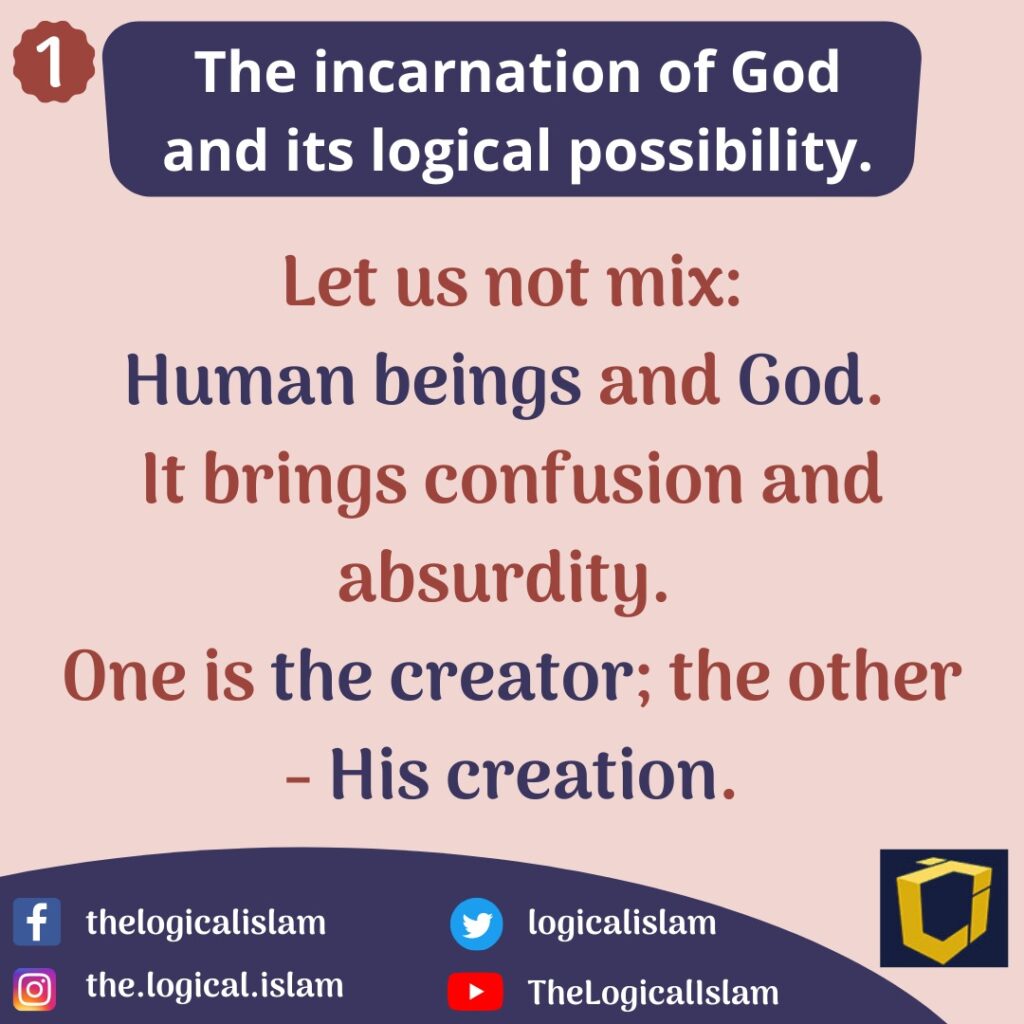 1
The incarnation of God
and its logical possibility.
Let us not mix:
Human beings and God.
It brings confusion and
absurdity.
One is the creator; the other
- His creation.
thelogicalislam
logicalislam
the.logical.islam
TheLogicalIslam